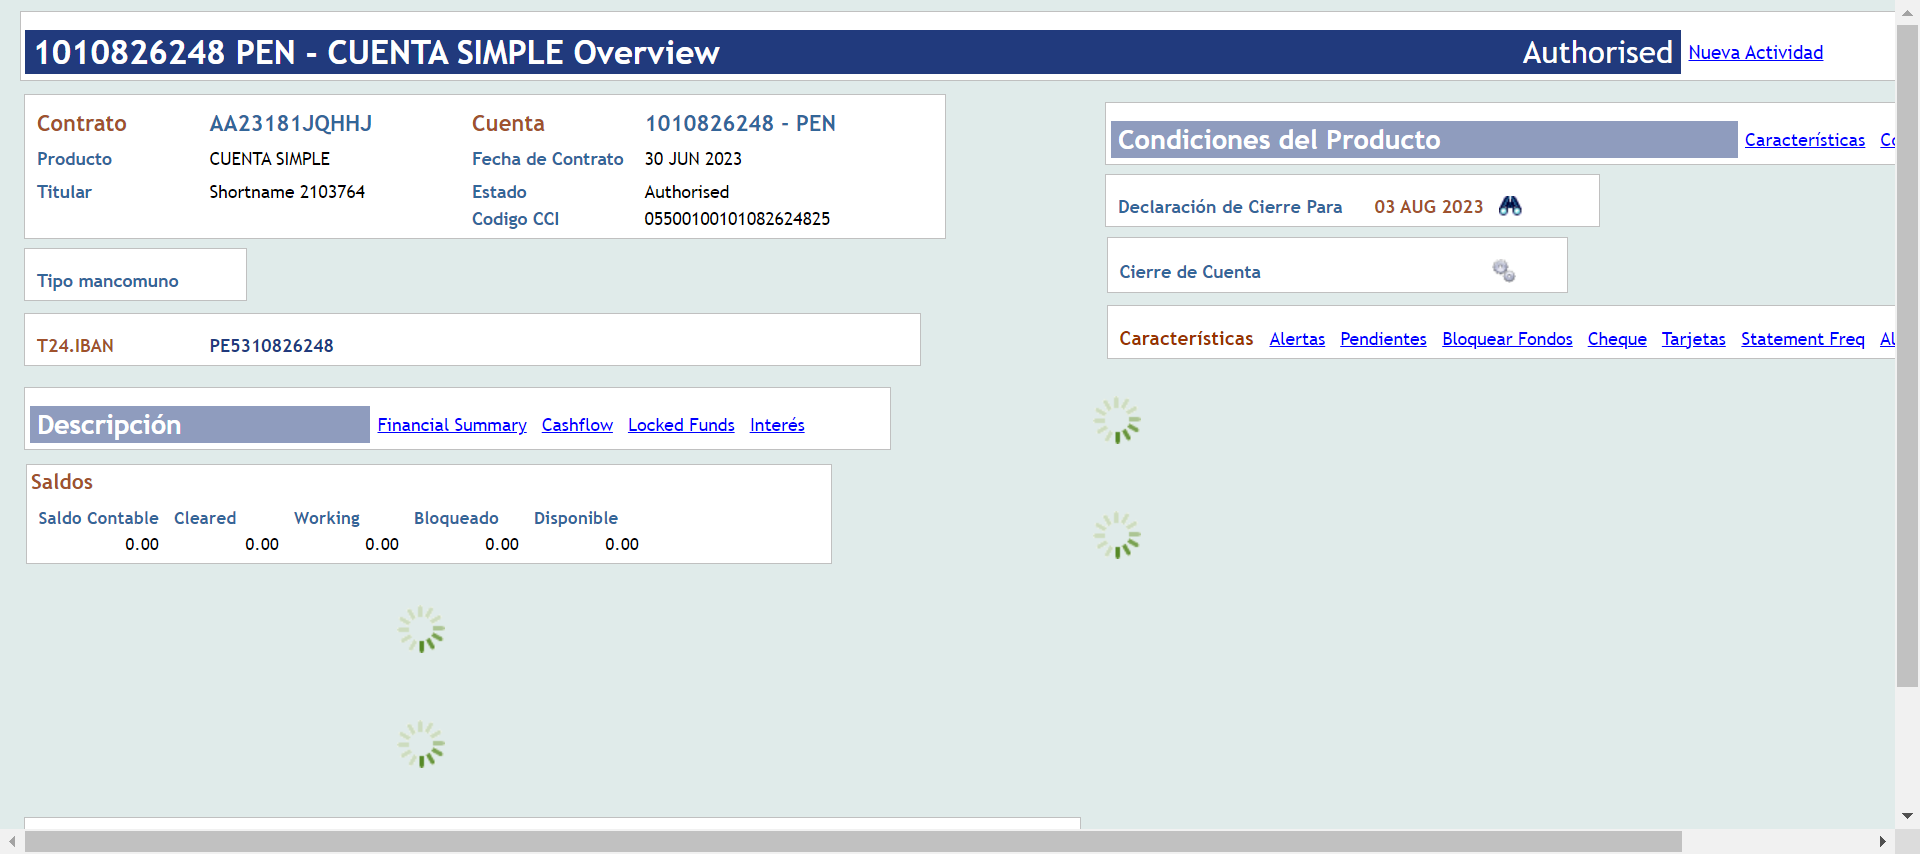 1010826248 PEN - CUENTA SIMPLE Overview Authorised Nueva Actividad
Contrato AA23181JQHHJ Cuenta 1010826248 - PEN
Producto CUENTA SIMPLE Fecha de Contrato 30 JUN 2023
Titular Shortname 2103764 Estado Authorised
Codigo CCI 05500100101082624825
Tipo mancomuno
T24.IBAN PE5310826248
Descripción Financial Summary Cashflow Locked Funds Interés
Saldos
Saldo Contable Cleared Working Bloqueado Disponible
0.00 0.00 0.00 0.00 0.00
Condiciones del Producto Características
Declaración de Cierre Para 03 AUG 2023
Cierre de Cuenta
Características Alertas Pendientes Bloquear Fondos Cheque Tarjetas Statement Freq